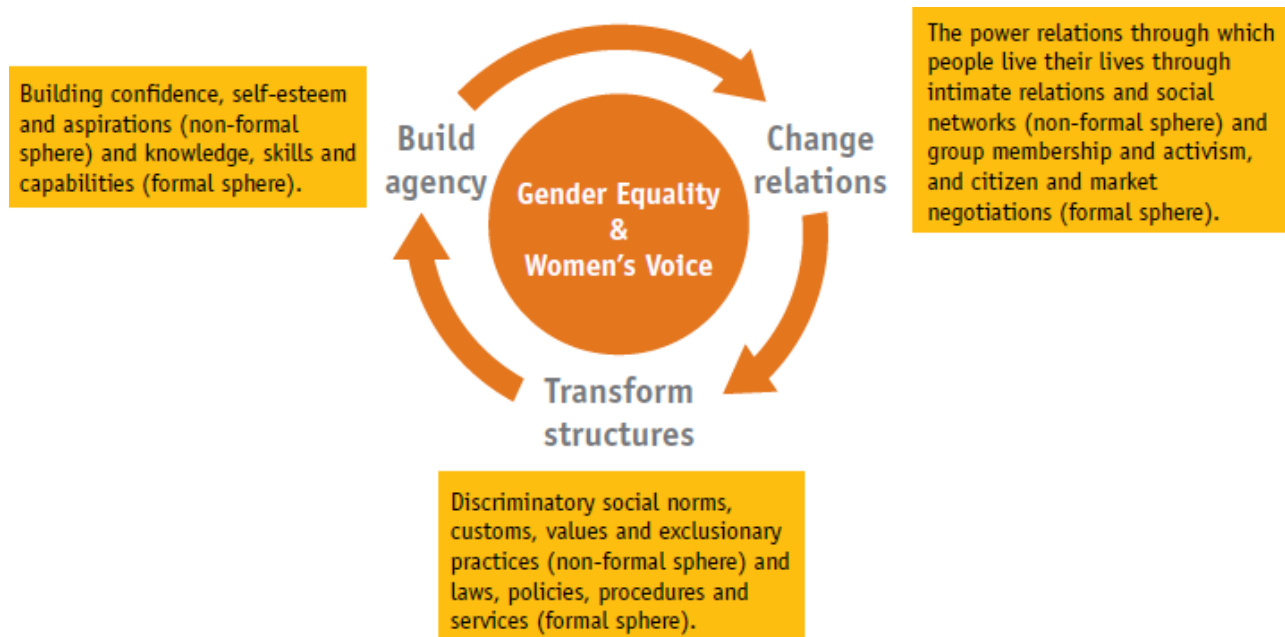 Building confidence, self-esteem
and aspirations (non-formal
sphere) and knowledge, skills and
capabilities (formal sphere).
Build
agency
Gender Equality
&
Women's Voice
Change
relations
The power relations through which
people live their lives through
intimate relations and social
networks (non-formal sphere) and
group membership and activism,
and citizen and market
negotiations (formal sphere).
Transform
structures
Discriminatory social norms,
customs, values and exclusionary
practices (non-formal sphere) and
laws, policies, procedures and
services (formal sphere).